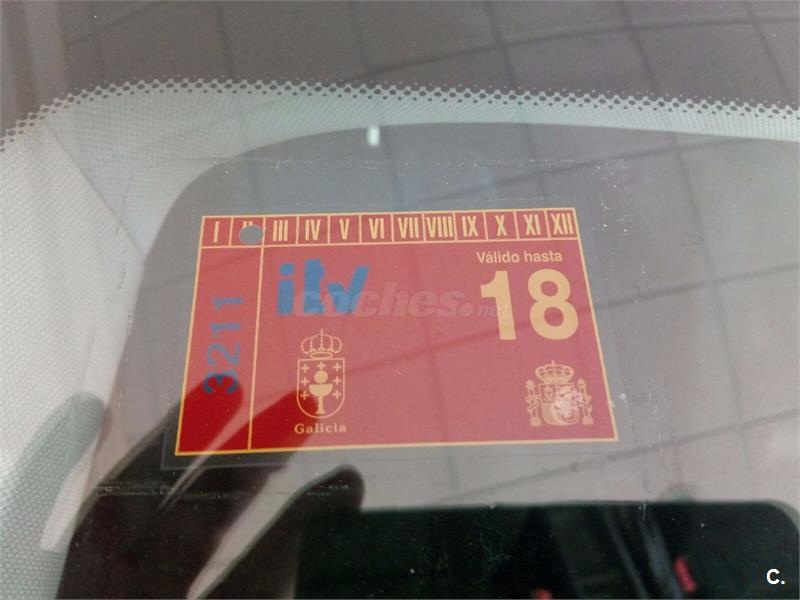 I II III IV V VI VII VIII IX X XI XII
Válido hasta
itv
18
coches.net
3211
Galicia
C.